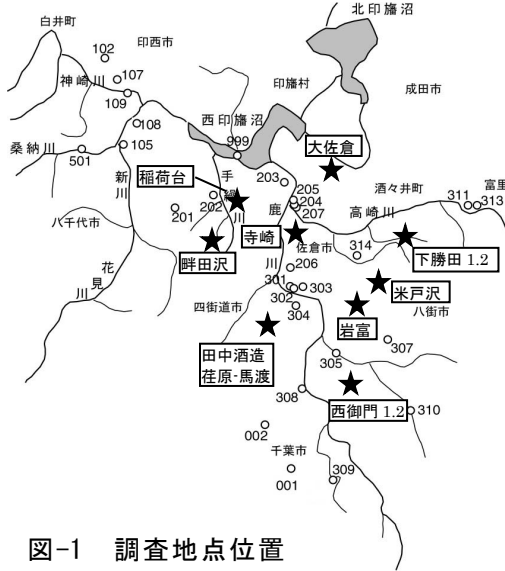 北印旛沼
白井町
102
印西市
107
神崎川
印旛村
成田市
109
西印旛沼
108
桑納川
501
105
999
大佐倉
稲荷台
手繰川
新川
203
205
204
207
鹿島川
酒々井町
富里
311
313
高崎川
202
201
八千代市
寺崎
佐倉市
314
下勝田 1.2
畔田沢
花見川
206
301
302
303
304
四街道市
米戸沢
八街市
岩富
307
田中酒造
荏原-馬渡
305
308
西御門 1.2
310
002
千葉市
001
309
図-1 調査地点位置